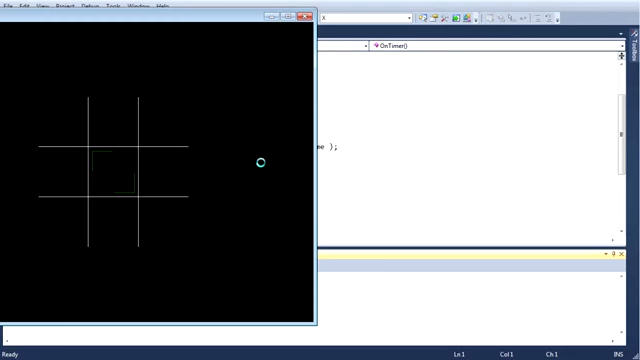 File Edit View Project Debug Tools Window Help
X
OnTimer()
Toolbox
me );
Ready Ln 1 Col 1 Ch 1 INS